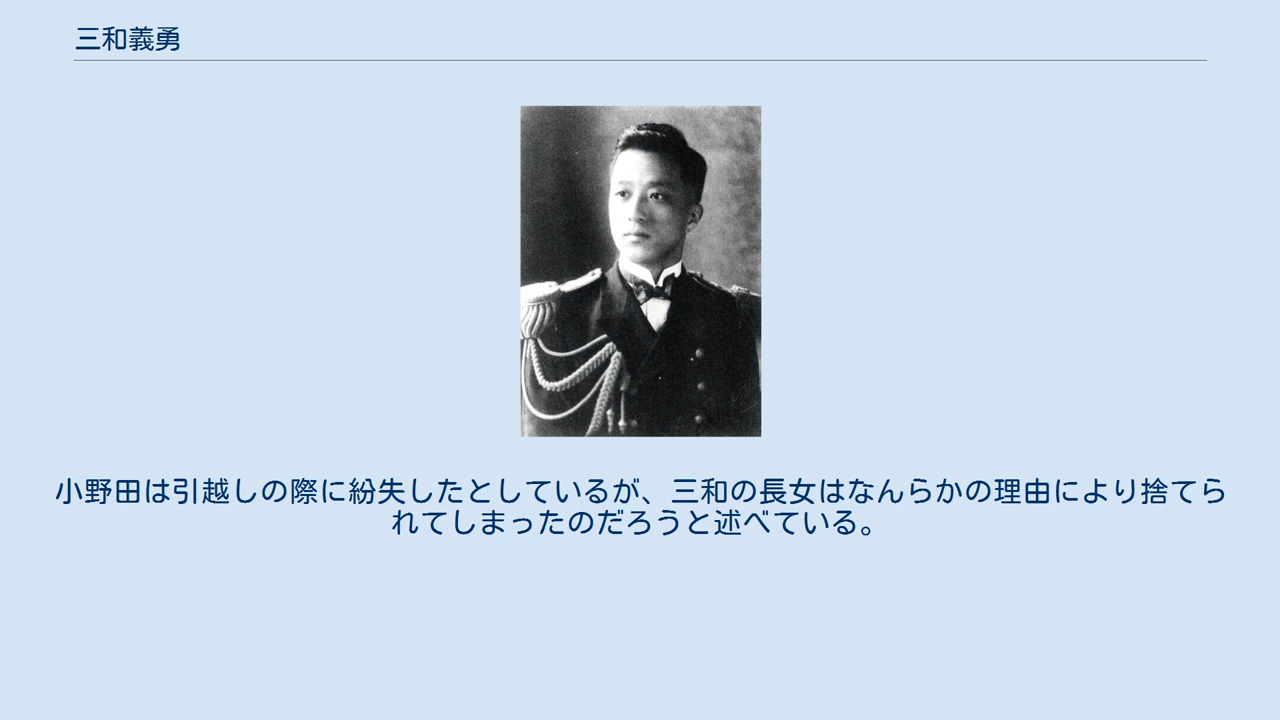 三和義勇
小野田は引越しの際に紛失したとしているが、三和の長女はなんらかの理由により捨てら
れてしまったのだろうと述べている。